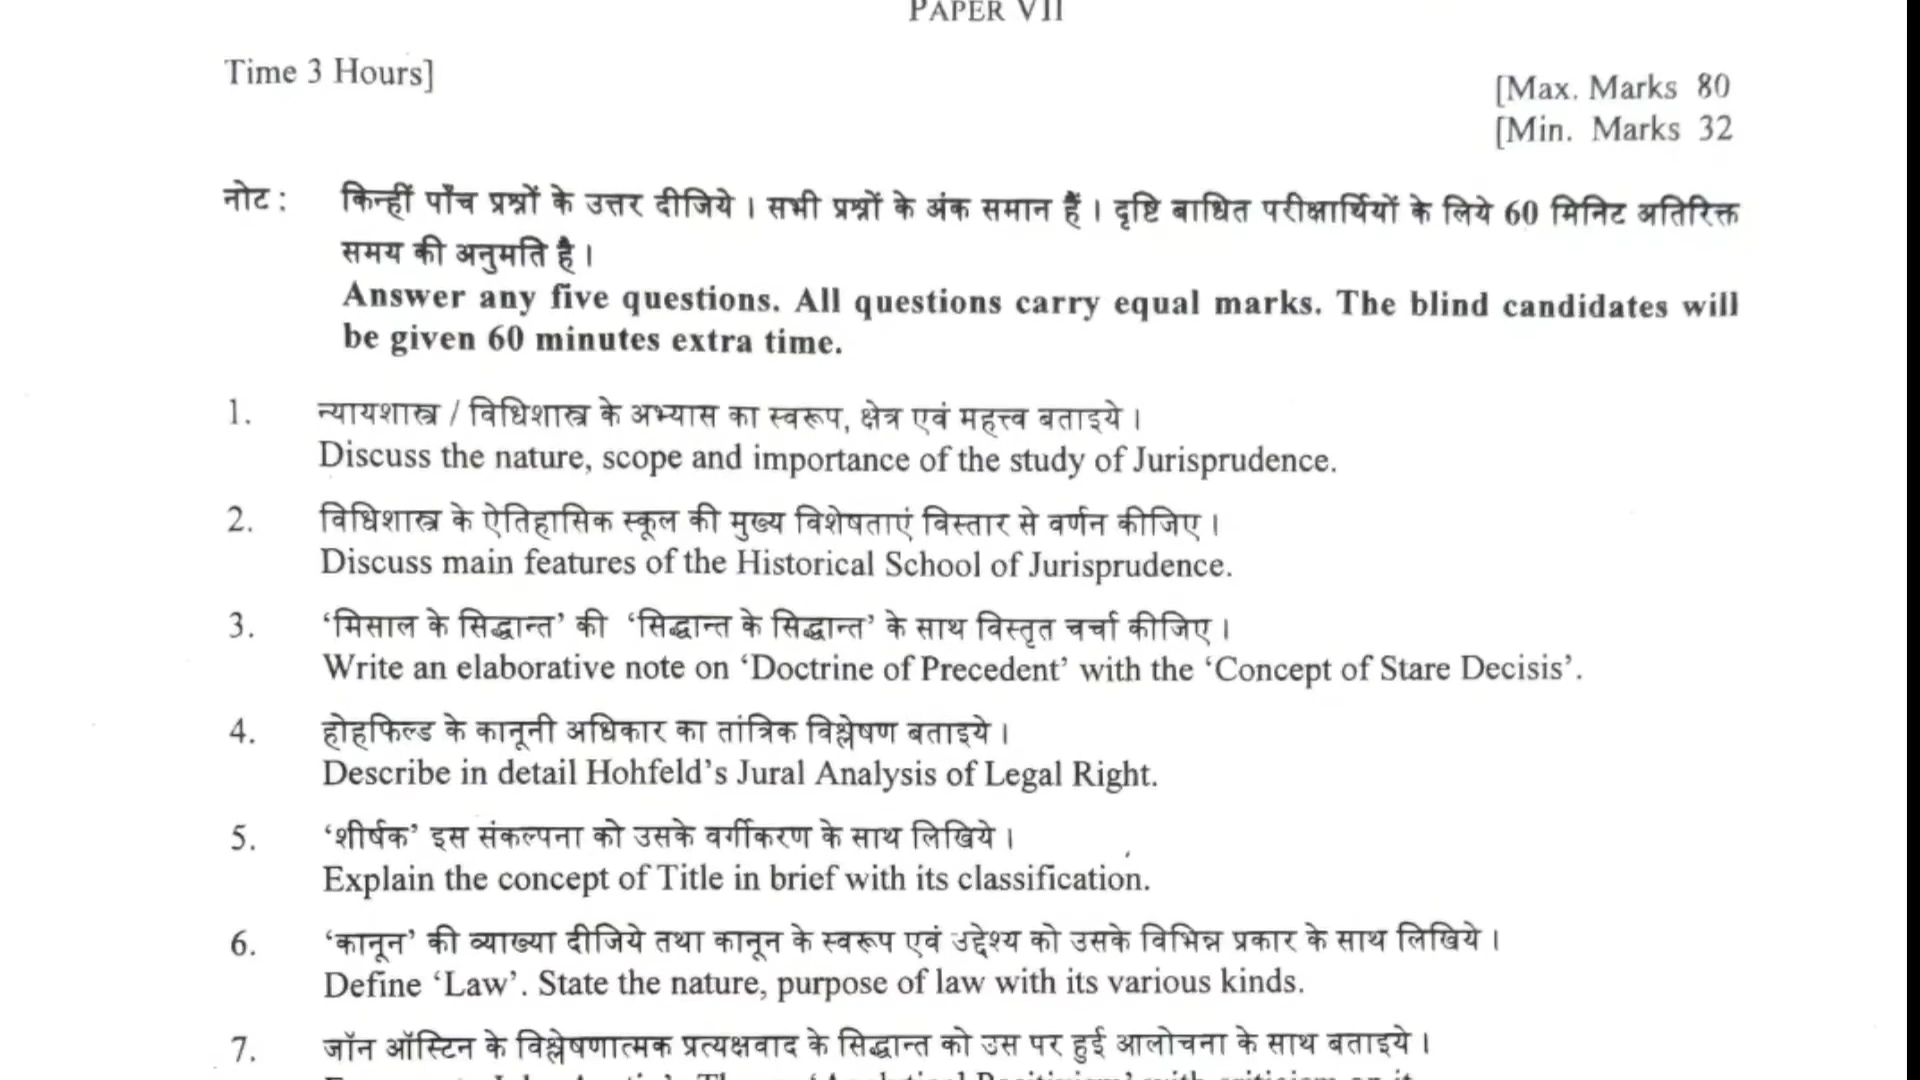 PAPER VII
Time 3 Hours]
[Max. Marks 80
[Min. Marks 32
नोट : किन्हीं पाँच प्रश्नों के उत्तर दीजिये । सभी प्रश्नों के अंक समान हैं । दृष्टि बाधित परीक्षार्थियों के लिये 60 मिनिट अतिरिक्त
समय की अनुमति है ।
Answer any five questions. All questions carry equal marks. The blind candidates will
be given 60 minutes extra time.
1. न्यायशास्त्र / विधिशास्त्र के अभ्यास का स्वरूप, क्षेत्र एवं महत्त्व बताइये ।
Discuss the nature, scope and importance of the study of Jurisprudence.
2. विधिशास्त्र के ऐतिहासिक स्कूल की मुख्य विशेषताएं विस्तार से वर्णन कीजिए ।
Discuss main features of the Historical School of Jurisprudence.
3. ‘मिसाल के सिद्धान्त’ की ‘सिद्धान्त के सिद्धान्त’ के साथ विस्तृत चर्चा कीजिए ।
Write an elaborative note on ‘Doctrine of Precedent’ with the ‘Concept of Stare Decisis’.
4. होहफिल्ड के कानूनी अधिकार का तांत्रिक विश्लेषण बताइये ।
Describe in detail Hohfeld’s Jural Analysis of Legal Right.
5. ‘शीर्षक’ इस संकल्पना को उसके वर्गीकरण के साथ लिखिये ।
Explain the concept of Title in brief with its classification.
6. ‘कानून’ की व्याख्या दीजिये तथा कानून के स्वरूप एवं उद्देश्य को उसके विभिन्न प्रकार के साथ लिखिये ।
Define ‘Law’. State the nature, purpose of law with its various kinds.
7. जॉन ऑस्टिन के विश्लेषणात्मक प्रत्यक्षवाद के सिद्धान्त को उस पर हुई आलोचना के साथ बताइये ।